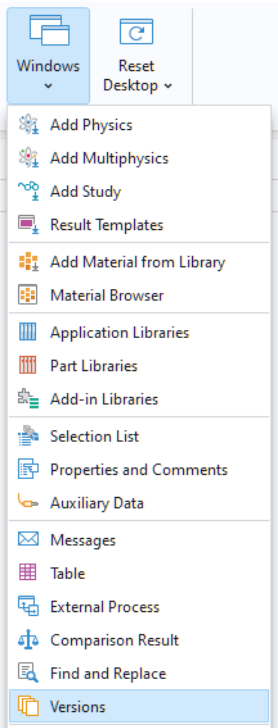 Windows
Reset
Desktop
Add Physics
Add Multiphysics
Add Study
Result Templates
Add Material from Library
Material Browser
Application Libraries
Part Libraries
Add-in Libraries
Selection List
Properties and Comments
Auxiliary Data
Messages
Table
External Process
Comparison Result
Find and Replace
Versions